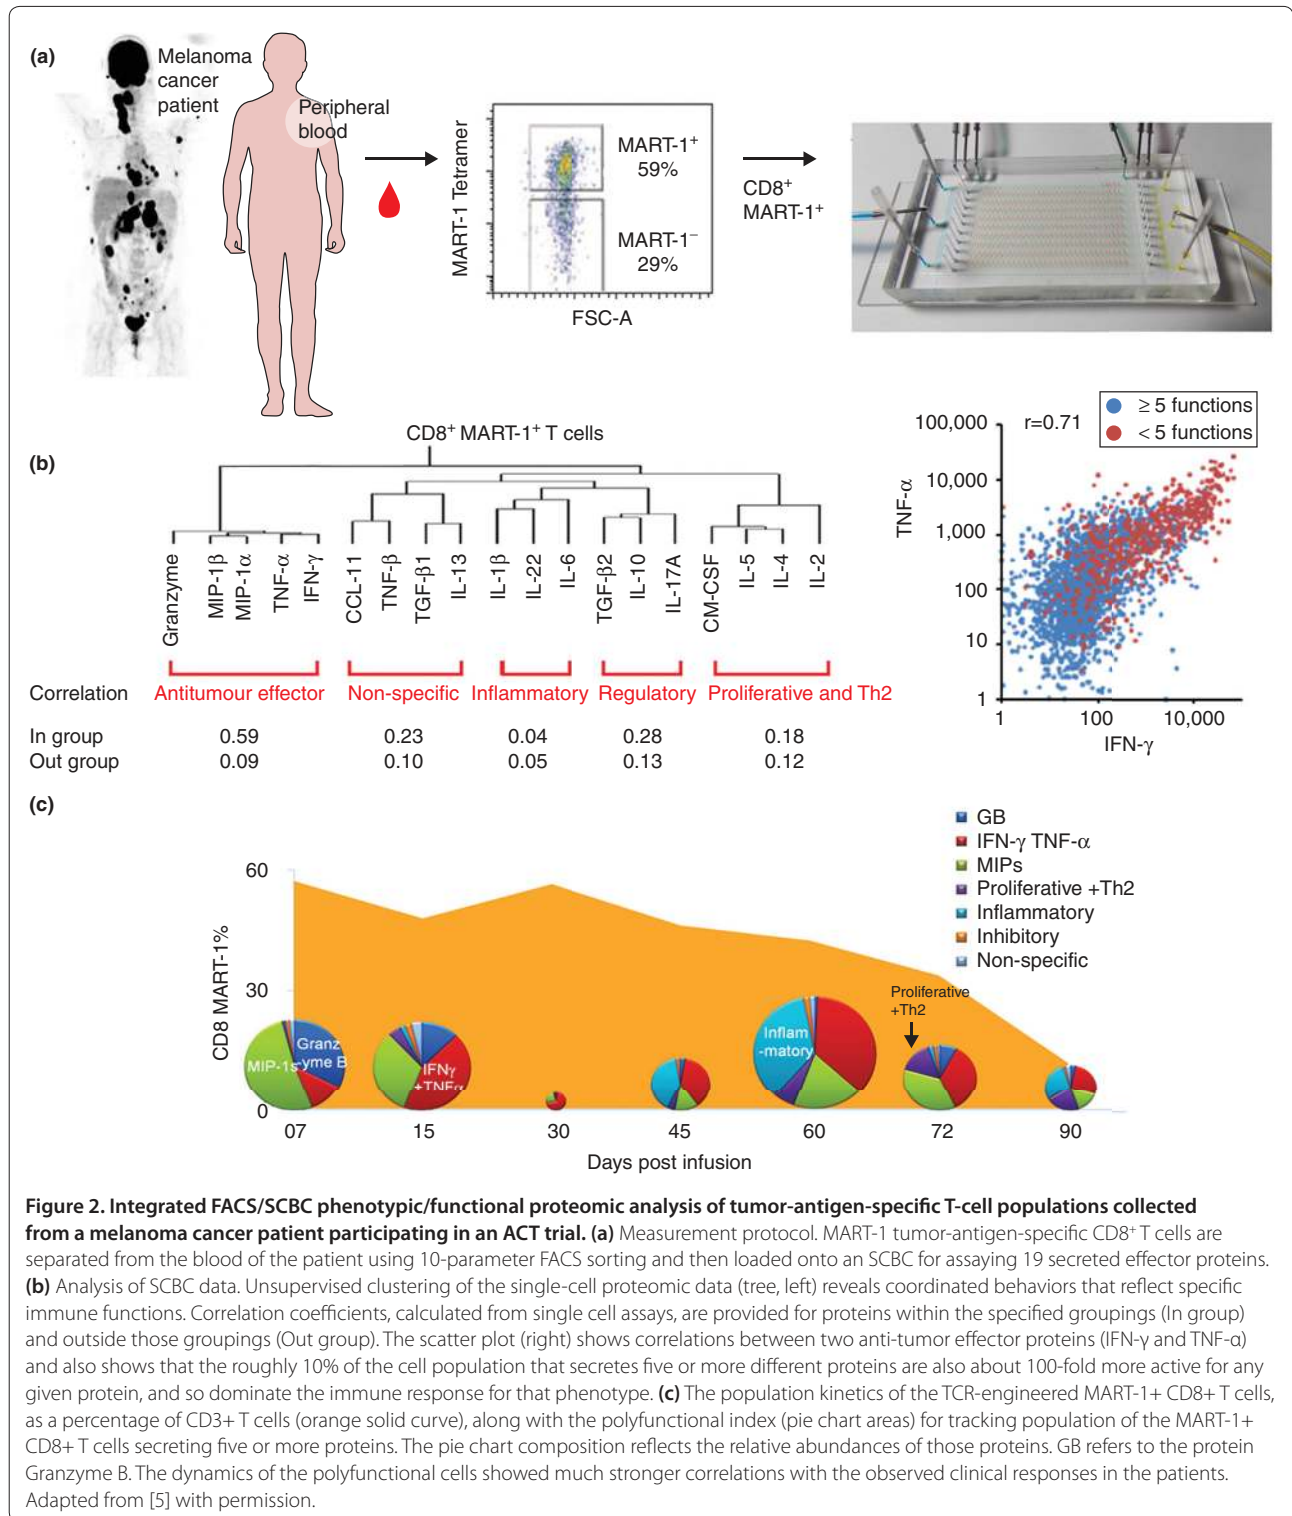 (a)
Melanoma
cancer
patient
Peripheral
blood
MART-1 Tetramer
MART-1⁺
59%
MART-1⁻
29%
FSC-A
CD8⁺
MART-1⁺
(b)
CD8⁺ MART-1⁺ T cells
Granzyme
MIP-1β
MIP-1α
TNF-α
IFN-γ
CCL-11
TNF-β
TGF-β1
IL-13
IL-1β
IL-22
IL-6
TGF-β2
IL-10
IL-17A
CM-CSF
IL-5
IL-4
IL-2
Correlation Antitumour effector Non-specific Inflammatory Regulatory Proliferative and Th2
In group 0.59 0.23 0.04 0.28 0.18
Out group 0.09 0.10 0.05 0.13 0.12
≥ 5 functions
< 5 functions
r=0.71
TNF-α
100,000
10,000
1,000
100
10
1
1 100 10,000
IFN-γ
(c)
GB
IFN-γ TNF-α
MIPs
Proliferative +Th2
Inflammatory
Inhibitory
Non-specific
CD8 MART-1%
60
30
0
MIP-1s
Granz
-yme B
IFNγ
+TNFα
Inflam
-matory
Proliferative
+Th2
07 15 30 45 60 72 90
Days post infusion
Figure 2. Integrated FACS/SCBC phenotypic/functional proteomic analysis of tumor-antigen-specific T-cell populations collected
from a melanoma cancer patient participating in an ACT trial. (a) Measurement protocol. MART-1 tumor-antigen-specific CD8⁺ T cells are
separated from the blood of the patient using 10-parameter FACS sorting and then loaded onto an SCBC for assaying 19 secreted effector proteins.
(b) Analysis of SCBC data. Unsupervised clustering of the single-cell proteomic data (tree, left) reveals coordinated behaviors that reflect specific
immune functions. Correlation coefficients, calculated from single cell assays, are provided for proteins within the specified groupings (In group)
and outside those groupings (Out group). The scatter plot (right) shows correlations between two anti-tumor effector proteins (IFN-γ and TNF-α)
and also shows that the roughly 10% of the cell population that secretes five or more different proteins are also about 100-fold more active for any
given protein, and so dominate the immune response for that phenotype. (c) The population kinetics of the TCR-engineered MART-1+ CD8+ T cells,
as a percentage of CD3+ T cells (orange solid curve), along with the polyfunctional index (pie chart areas) for tracking population of the MART-1+
CD8+ T cells secreting five or more proteins. The pie chart composition reflects the relative abundances of those proteins. GB refers to the protein
Granzyme B. The dynamics of the polyfunctional cells showed much stronger correlations with the observed clinical responses in the patients.
Adapted from [5] with permission.